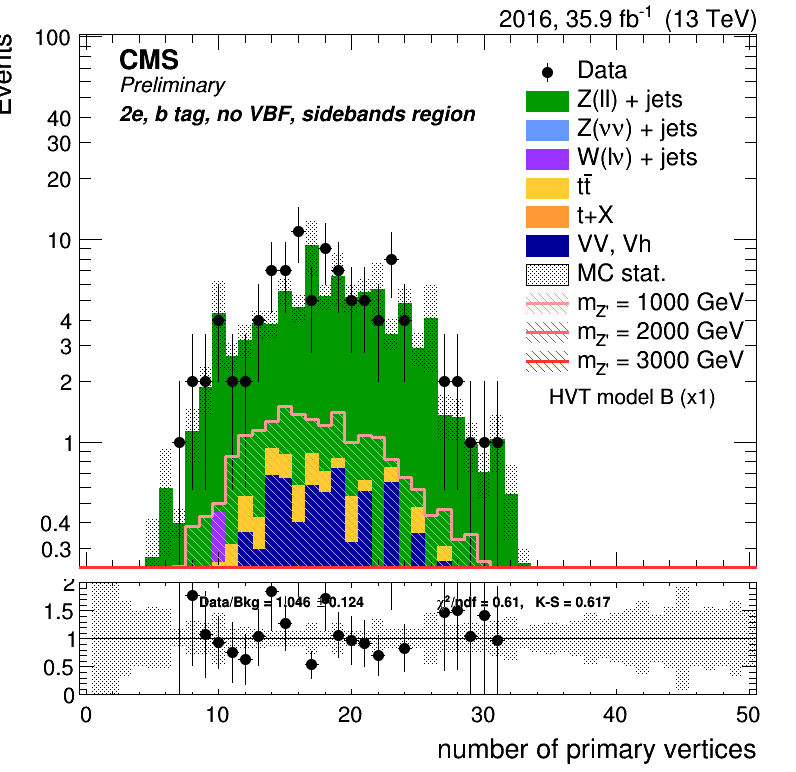 2016, 35.9 fb⁻¹ (13 TeV)
Events
CMS
Preliminary
2e, b tag, no VBF, sidebands region
Data
Z(ll) + jets
Z(νν) + jets
W(lν) + jets
tt̄
t+X
VV, Vh
MC stat.
m_Z' = 1000 GeV
m_Z' = 2000 GeV
m_Z' = 3000 GeV
HVT model B (x1)
100
40
30
20
10
4
3
2
1
0.4
0.3
Data/Bkg = 1.046 ± 0.124
χ²/ndf = 0.61, K-S = 0.617
2
1.5
1
0.5
0
0 10 20 30 40 50
number of primary vertices